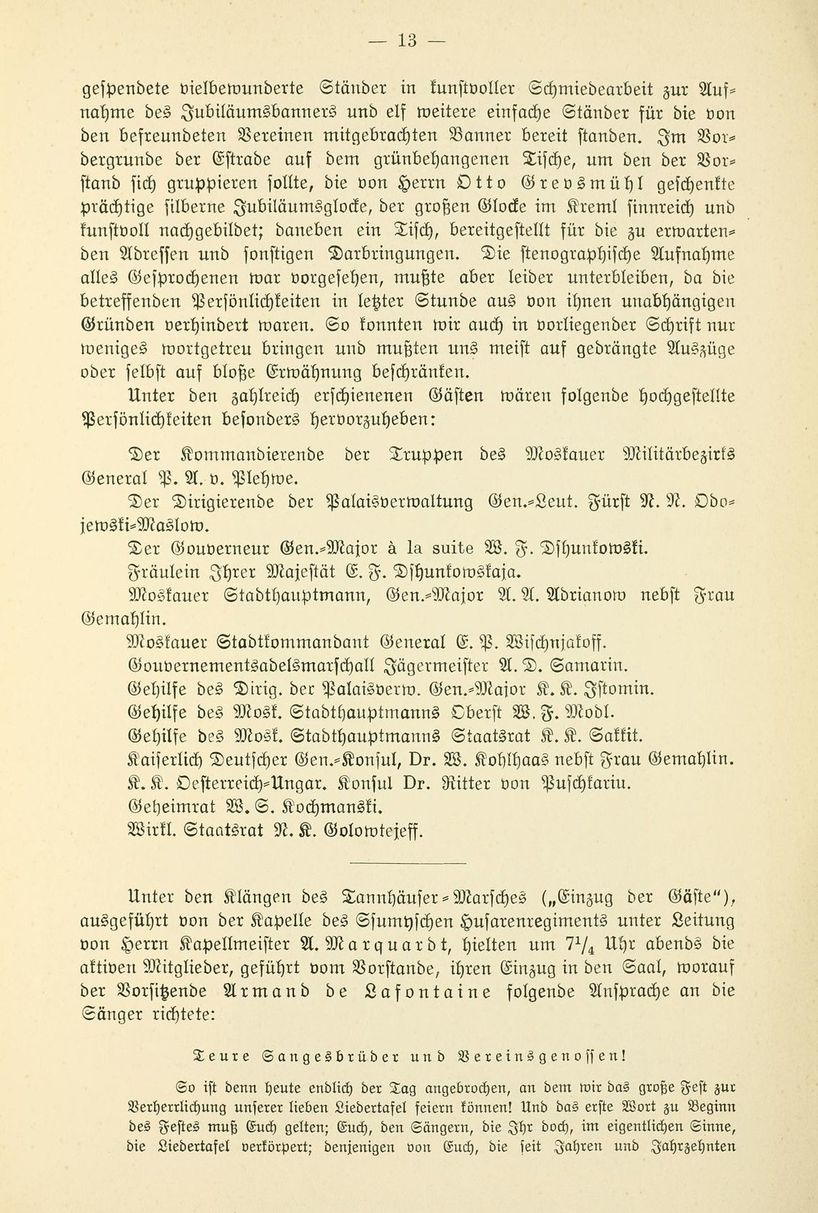 — 13 —
gespendete vielbewunderte Ständer in kunstvoller Schmiedearbeit zur Auf-
nahme des Jubiläumsbanners und elf weitere einfache Ständer für die von
den befreundeten Vereinen mitgebrachten Banner bereit standen. Im Vor-
dergrunde der Estrade auf dem grünbehangenen Tische, um den der Vor-
stand sich gruppieren sollte, die von Herrn Otto Grevsmühl geschenkte
prächtige silberne Jubiläumsglocke, der großen Glocke im Kreml sinnreich und
kunstvoll nachgebildet; daneben ein Tisch, bereitgestellt für die zu erwarten-
den Adressen und sonstigen Darbringungen. Die stenographische Aufnahme
alles Gesprochenen war vorgesehen, mußte aber leider unterbleiben, da die
betreffenden Persönlichkeiten in letzter Stunde aus von ihnen unabhängigen
Gründen verhindert waren. So konnten wir auch in vorliegender Schrift nur
weniges wortgetreu bringen und mußten uns meist auf gedrängte Auszüge
oder selbst auf bloße Erwähnung beschränken.
Unter den zahlreich erschienenen Gästen wären folgende hochgestellte
Persönlichkeiten besonders hervorzuheben:
Der Kommandierende der Truppen des Moskauer Militärbezirks
General P. A. v. Plehwe.
Der Dirigierende der Palaisverwaltung Gen.-Leut. Fürst N. N. Odo-
jewski-Maslow.
Der Gouverneur Gen.-Major à la suite W. F. Dshunkowski.
Fräulein Ihrer Majestät E. F. Dshunkowskaja.
Moskauer Stadthauptmann, Gen.-Major A. A. Adrianow nebst Frau
Gemahlin.
Moskauer Stadtkommandant General E. P. Wischnjakoff.
Gouvernementsadelsmarschall Jägermeister A. D. Samarin.
Gehilfe des Dirig. der Palaisverw. Gen.-Major K. K. Istomin.
Gehilfe des Mosk. Stadthauptmanns Oberst W. F. Modl.
Gehilfe des Mosk. Stadthauptmanns Staatsrat K. K. Sakkit.
Kaiserlich Deutscher Gen.-Konsul, Dr. W. Kohlhaas nebst Frau Gemahlin.
K. K. Oesterreich-Ungar. Konsul Dr. Ritter von Puschkariu.
Geheimrat W. S. Kochmanski.
Wirkl. Staatsrat N. K. Golowtejeff.
Unter den Klängen des Tannhäuser-Marsches („Einzug der Gäste"),
ausgeführt von der Kapelle des Ssumyschen Husarenregiments unter Leitung
von Herrn Kapellmeister A. Marquardt, hielten um 7¼ Uhr abends die
aktiven Mitglieder, geführt vom Vorstande, ihren Einzug in den Saal, worauf
der Vorsitzende Armand de Lafontaine folgende Ansprache an die
Sänger richtete:
Teure Sangesbrüder und Vereinsgenossen!
So ist denn heute endlich der Tag angebrochen, an dem wir das große Fest zur
Verherrlichung unserer lieben Liedertafel feiern können! Und das erste Wort zu Beginn
des Festes muß Euch gelten; Euch, den Sängern, die Ihr doch, im eigentlichen Sinne,
die Liedertafel verkörpert; denjenigen von Euch, die seit Jahren und Jahrzehnten